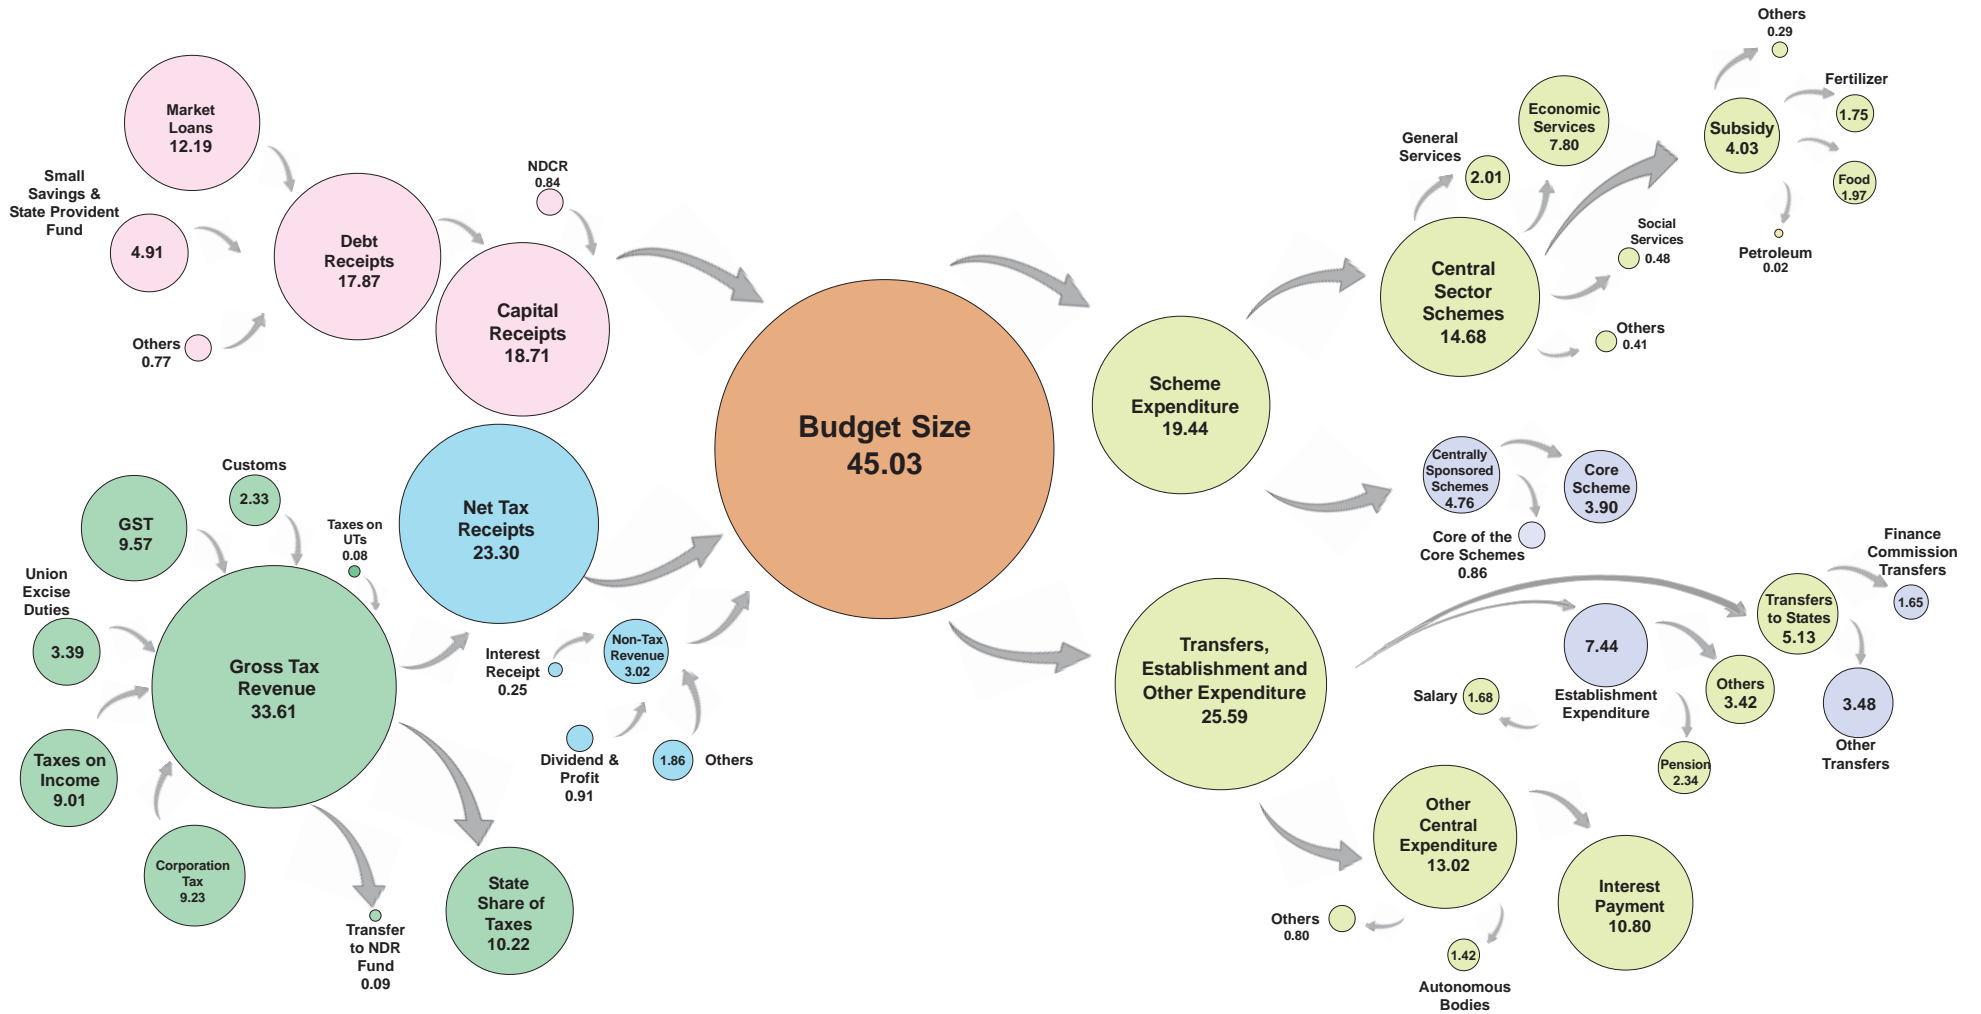 Market
Loans
12.19
Small
Savings &
State Provident
Fund
4.91
Others
0.77
Debt
Receipts
17.87
NDCR
0.84
Capital
Receipts
18.71
Customs
2.33
GST
9.57
Taxes on
UTs
0.08
Union
Excise
Duties
3.39
Gross Tax
Revenue
33.61
Taxes on
Income
9.01
Corporation
Tax
9.23
Transfer
to NDR
Fund
0.09
State
Share of
Taxes
10.22
Net Tax
Receipts
23.30
Interest
Receipt
0.25
Non-Tax
Revenue
3.02
Dividend &
Profit
0.91
1.86
Others
Budget Size
45.03
Scheme
Expenditure
19.44
General
Services
2.01
Economic
Services
7.80
Central
Sector
Schemes
14.68
Others
0.29
Subsidy
4.03
Fertilizer
1.75
Food
1.97
Petroleum
0.02
Social
Services
0.48
Others
0.41
Centrally
Sponsored
Schemes
4.76
Core
Scheme
3.90
Core of the
Core Schemes
0.86
Transfers,
Establishment and
Other Expenditure
25.59
Finance
Commission
Transfers
1.65
Transfers
to States
5.13
3.48
Other
Transfers
7.44
Establishment
Expenditure
Salary
1.68
Others
3.42
Pension
2.34
Other
Central
Expenditure
13.02
Interest
Payment
10.80
Others
0.80
1.42
Autonomous
Bodies